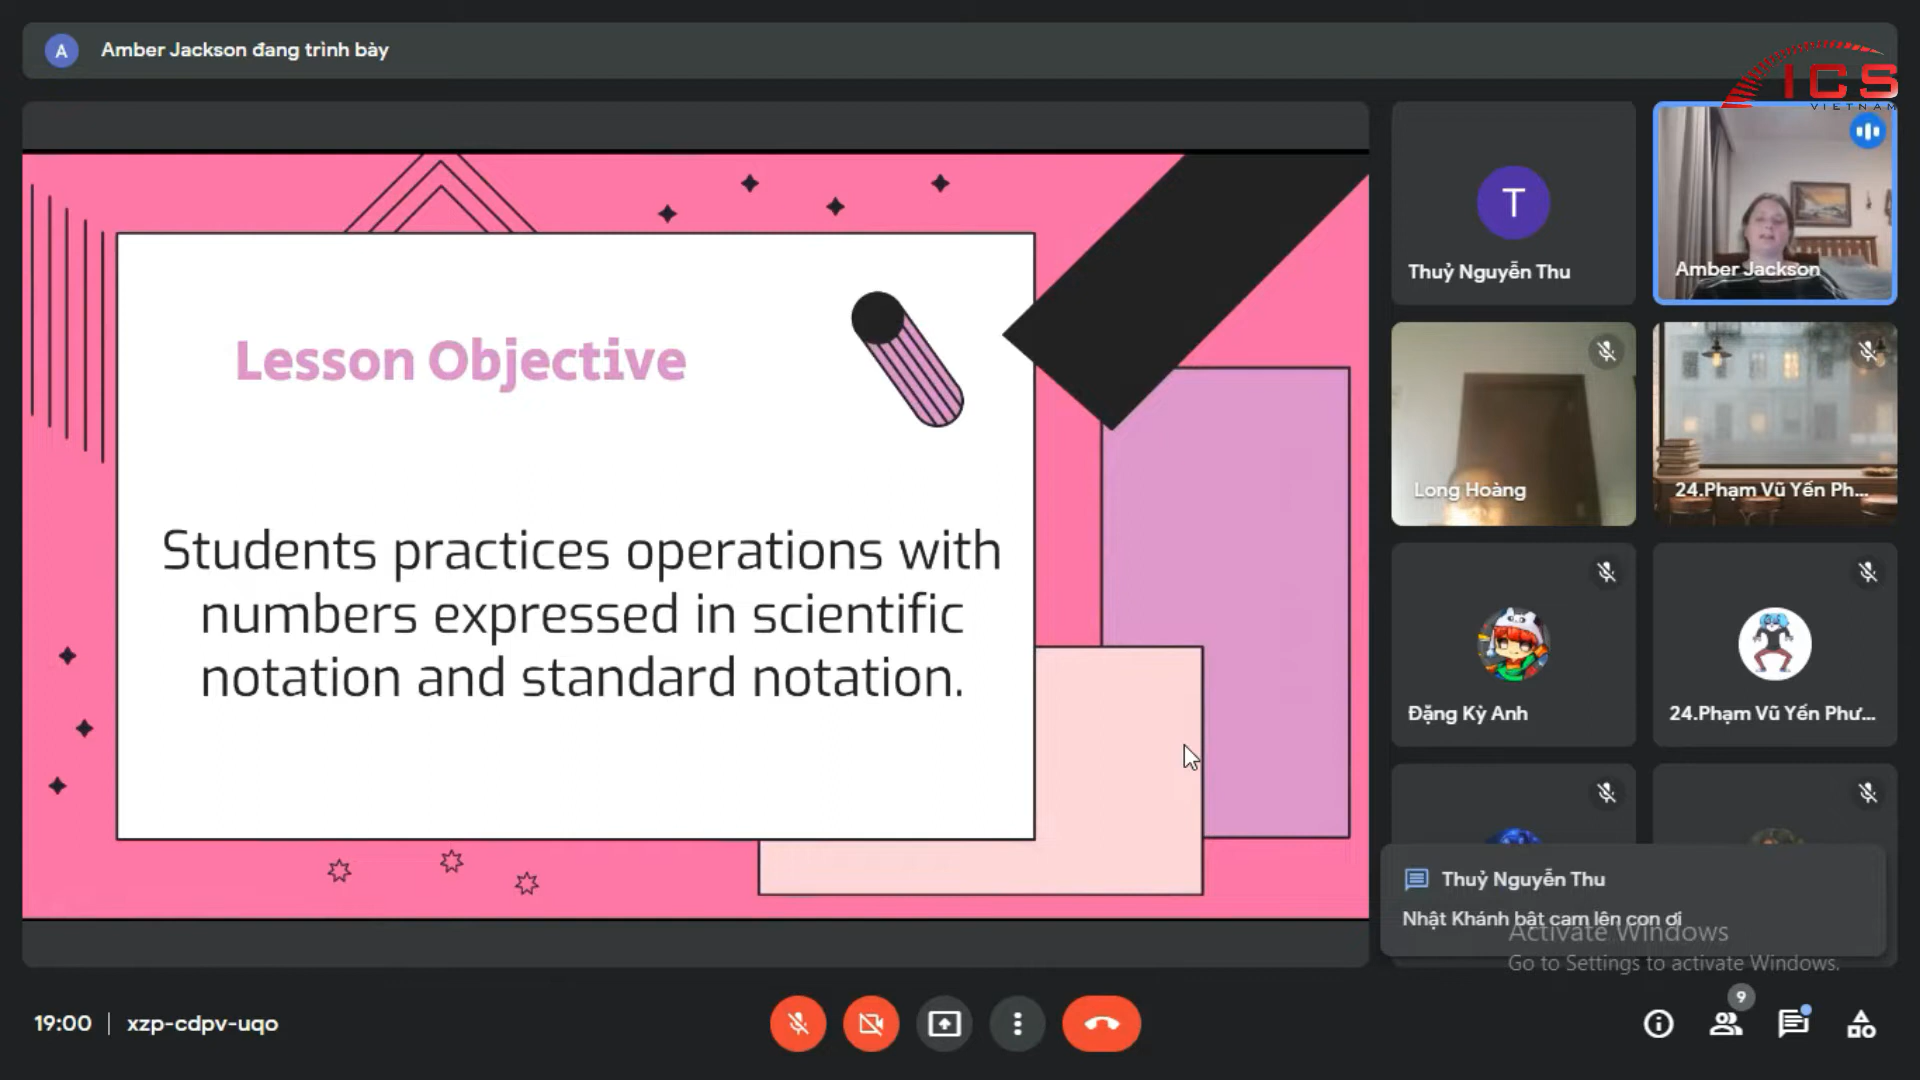 A
Amber Jackson đang trình bày
ICS
VIETNAM
Lesson Objective
Students practices operations with
numbers expressed in scientific
notation and standard notation.
T
Thuỷ Nguyễn Thu
Amber Jackson
Long Hoàng
24.Phạm Vũ Yến Ph...
Đặng Kỳ Anh
24.Phạm Vũ Yến Phư...
Thuỷ Nguyễn Thu
Nhật Khánh bật cam lên con ơi
Activate Windows
Go to Settings to activate Windows.
19:00
xzp-cdpv-uqo
9